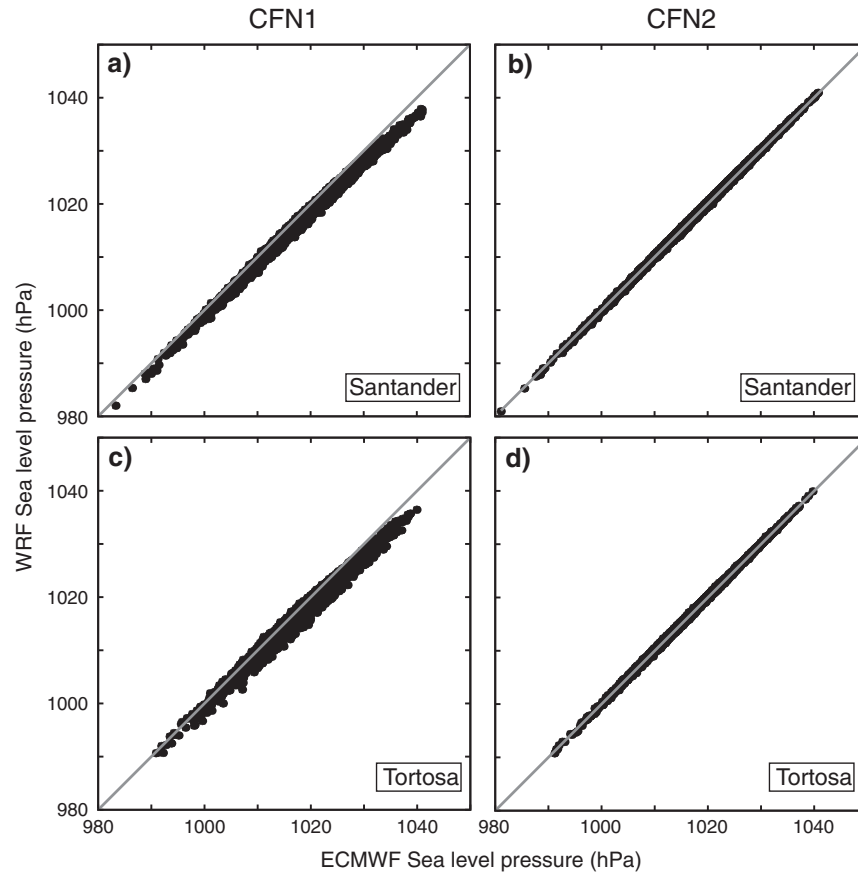 CFN1
CFN2
a)
b)
1040
1020
1000
980
Santander
Santander
c)
d)
1040
1020
1000
980
Tortosa
Tortosa
980
1000
1020
1040
980
1000
1020
1040
WRF Sea level pressure (hPa)
ECMWF Sea level pressure (hPa)